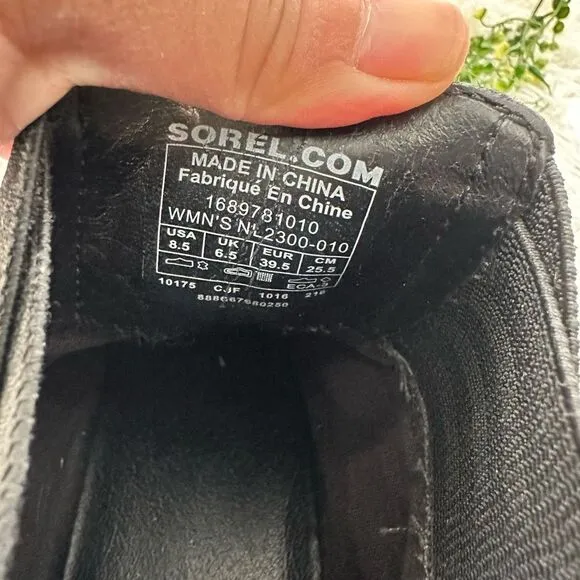 SOREL.COM
MADE IN CHINA
Fabriqué En Chine
1689781010
WMN'S NL2300-010
USA UK EUR CM
8.5 6.5 39.5 25.5
10175 CJF 1016 216
888667680250